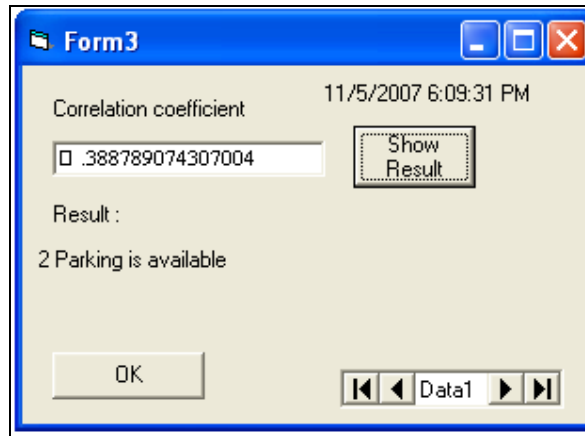 Form3
11/5/2007 6:09:31 PM
Correlation coefficient
□ .388789074307004
Show
Result
Result :
2 Parking is available
OK
Data1